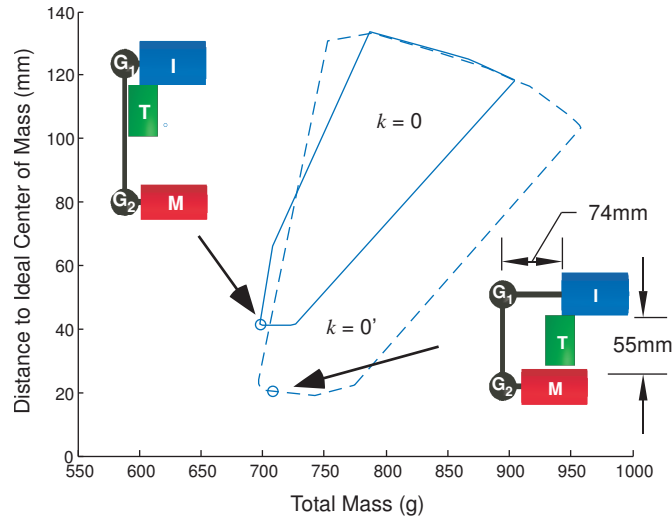 140
120
100
80
60
40
20
0
Distance to Ideal Center of Mass (mm)
550
600
650
700
750
800
850
900
950
1000
Total Mass (g)
G1
I
T
G2
M
k = 0
k = 0'
74mm
G1
I
T
55mm
G2
M